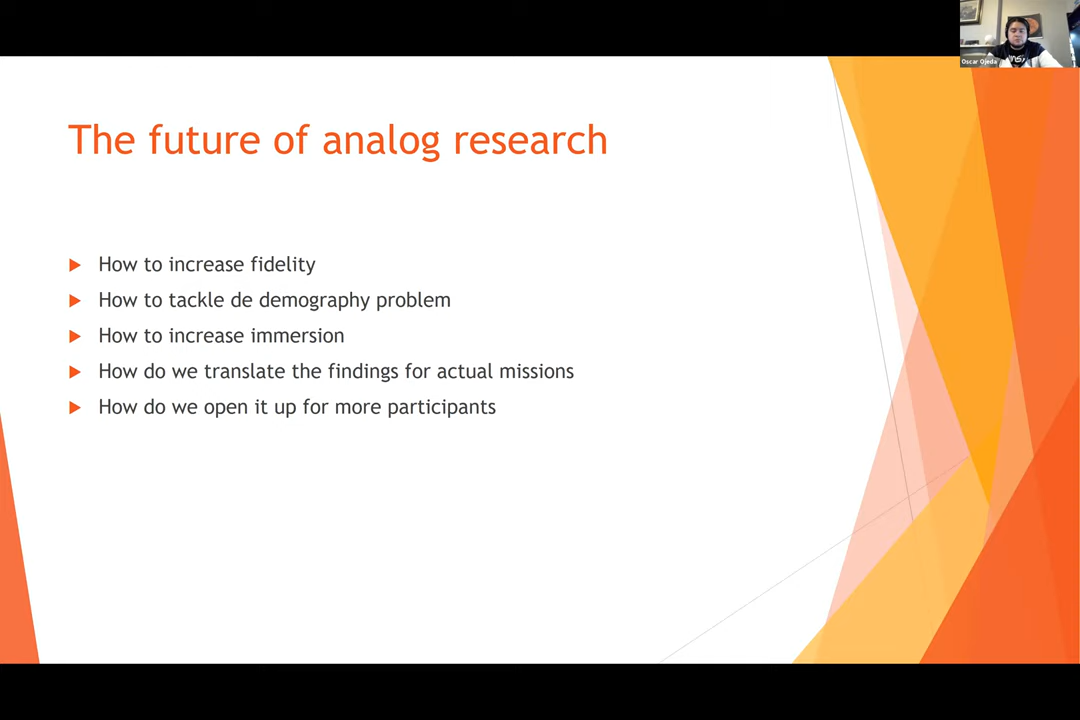 The future of analog research
How to increase fidelity
How to tackle de demography problem
How to increase immersion
How do we translate the findings for actual missions
How do we open it up for more participants
Oscar Ojeda